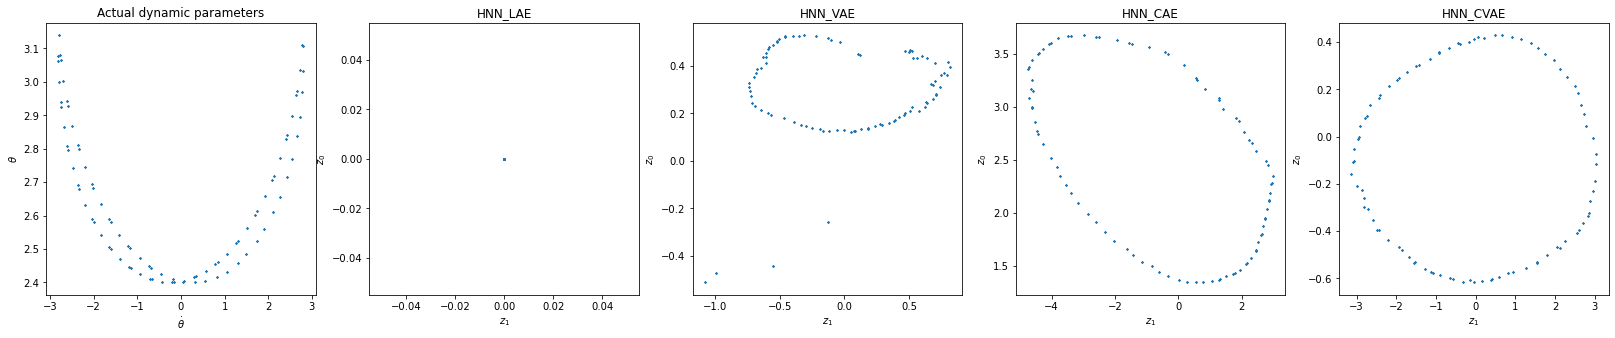 Actual dynamic parameters
3.1
3.0
2.9
2.8
2.7
2.6
2.5
2.4
θ
−3 −2 −1 0 1 2 3
θ̇
HNN_LAE
0.04
0.02
0.00
−0.02
−0.04
z₀
−0.04 −0.02 0.00 0.02 0.04
z₁
HNN_VAE
0.4
0.2
0.0
−0.2
−0.4
z₀
−1.0 −0.5 0.0 0.5
z₁
HNN_CAE
3.5
3.0
2.5
2.0
1.5
z₀
−4 −2 0 2
z₁
HNN_CVAE
0.4
0.2
0.0
−0.2
−0.4
−0.6
z₀
−3 −2 −1 0 1 2 3
z₁